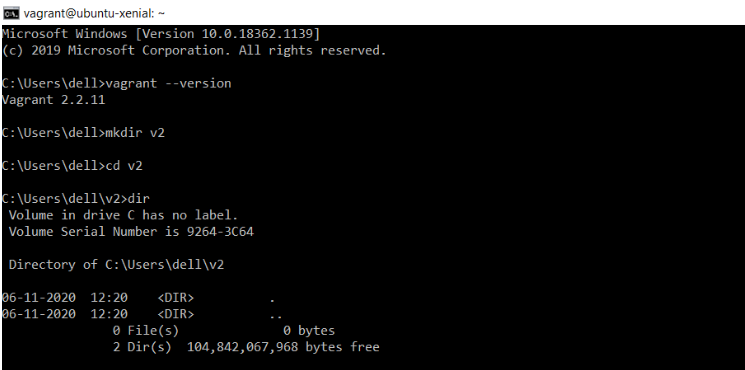 vagrant@ubuntu-xenial: ~
Microsoft Windows [Version 10.0.18362.1139]
(c) 2019 Microsoft Corporation. All rights reserved.
C:\Users\dell>vagrant --version
Vagrant 2.2.11
C:\Users\dell>mkdir v2
C:\Users\dell>cd v2
C:\Users\dell\v2>dir
 Volume in drive C has no label.
 Volume Serial Number is 9264-3C64
 Directory of C:\Users\dell\v2
06-11-2020  12:20    <DIR>          .
06-11-2020  12:20    <DIR>          ..
               0 File(s)              0 bytes
               2 Dir(s)  104,842,067,968 bytes free